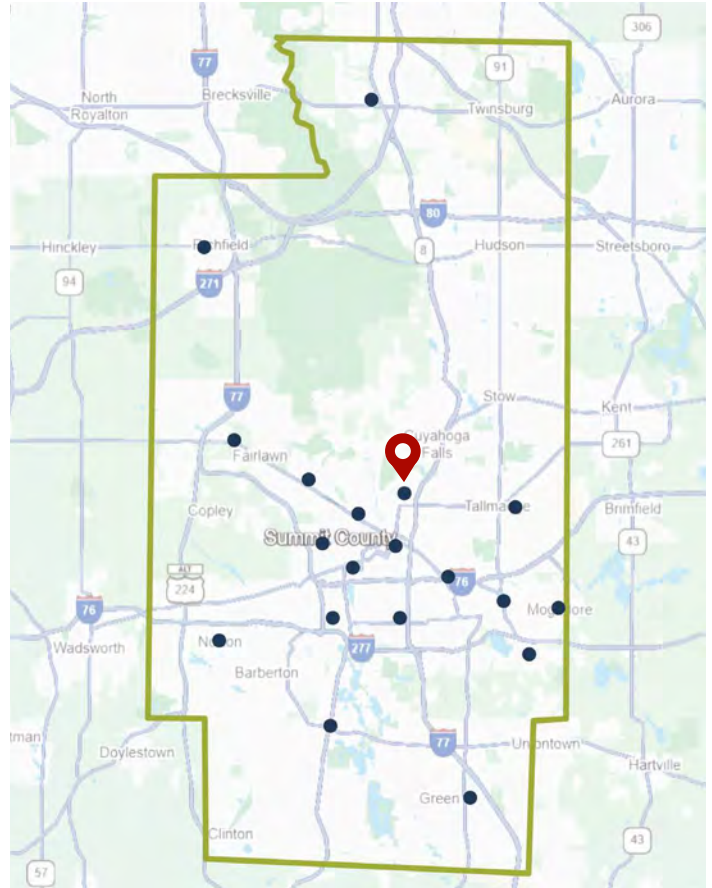 306
77
91
North
Royalton
Brecksville
Aurora
Twinsburg
80
Hinckley
Richfield
8
Hudson
Streetsboro
94
271
77
Stow
Kent
Cuyahoga
Falls
261
Fairlawn
Copley
Tallmadge
Brimfield
Summit County
43
ALT
224
76
76
Mogadore
Wadsworth
Norton
277
Barberton
tman
Doylestown
77
Uniontown
Hartville
Green
Clinton
43
57